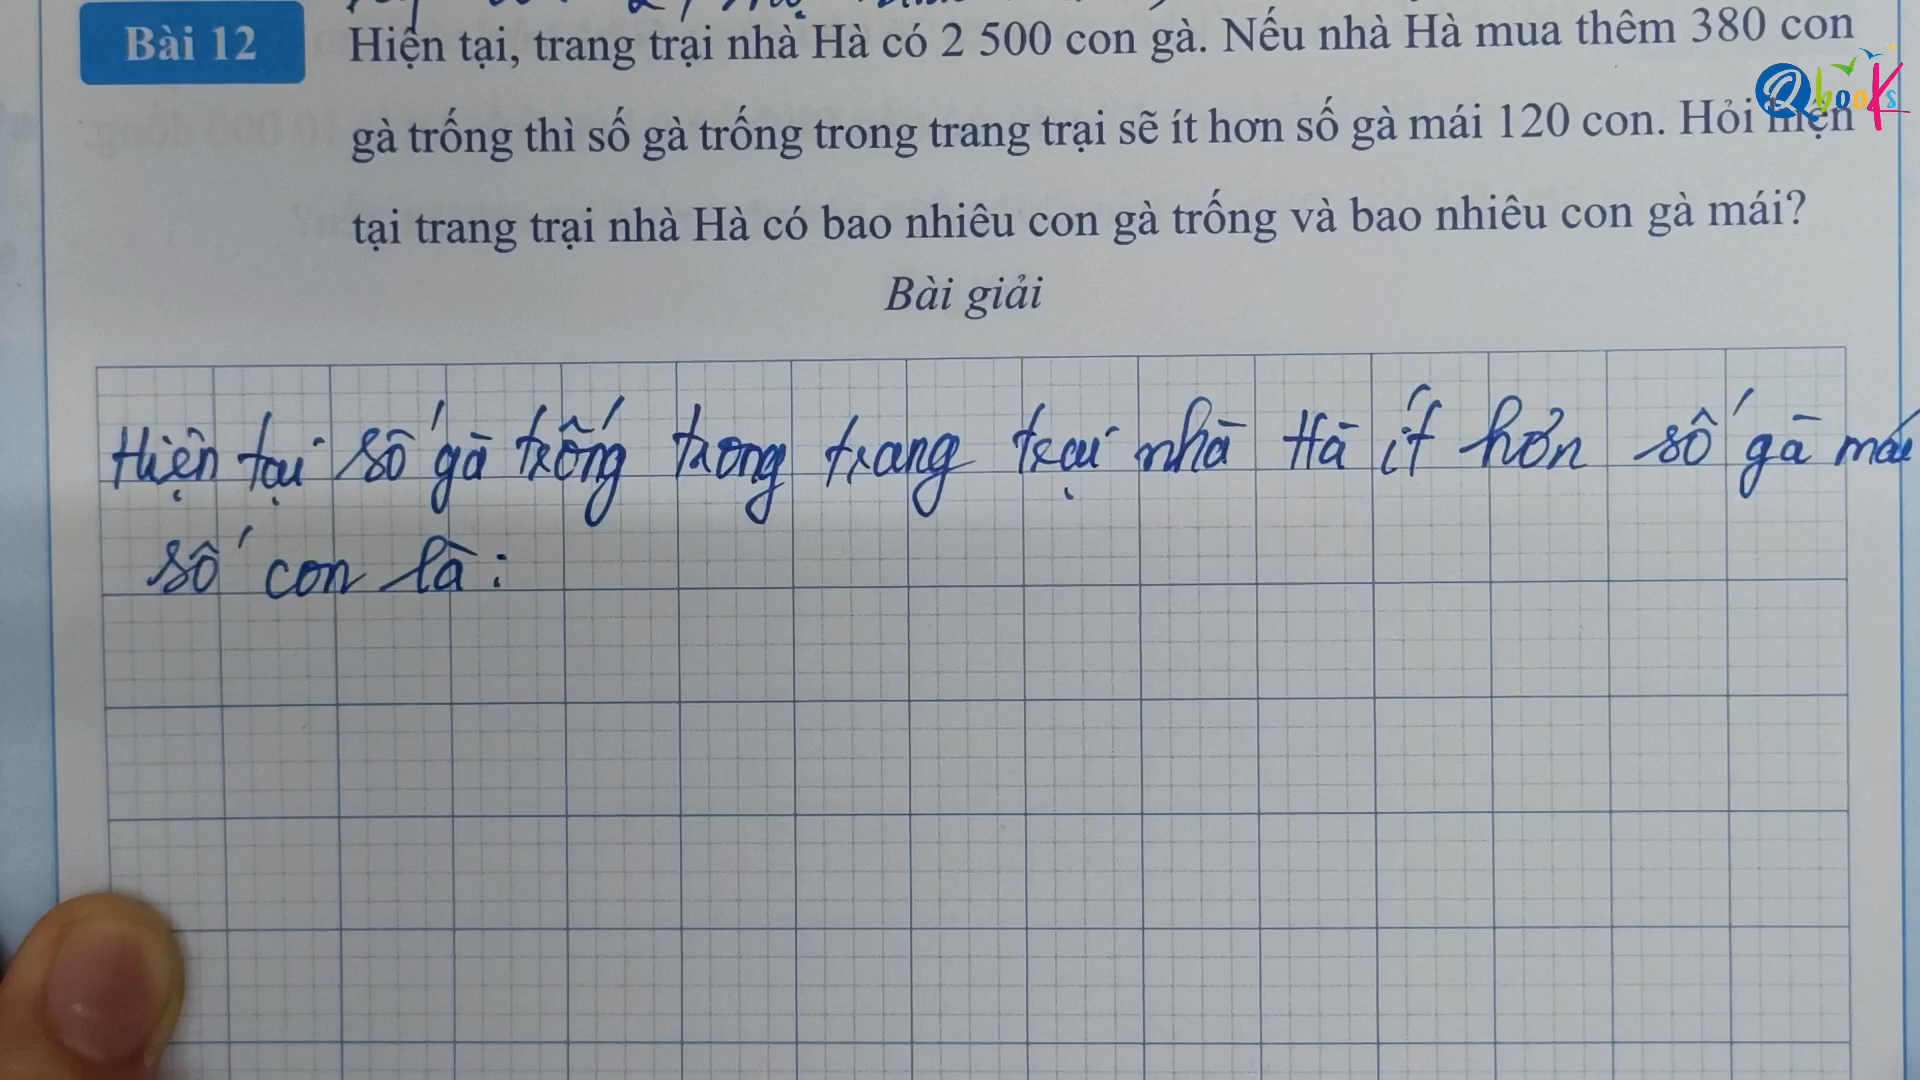 Bài 12
Hiện tại, trang trại nhà Hà có 2 500 con gà. Nếu nhà Hà mua thêm 380 con
Qbooks
gà trống thì số gà trống trong trang trại sẽ ít hơn số gà mái 120 con. Hỏi hiện
tại trang trại nhà Hà có bao nhiêu con gà trống và bao nhiêu con gà mái?
Bài giải
Hiện tại số gà trống trong trang trại nhà Hà ít hơn số gà mái
số con là: